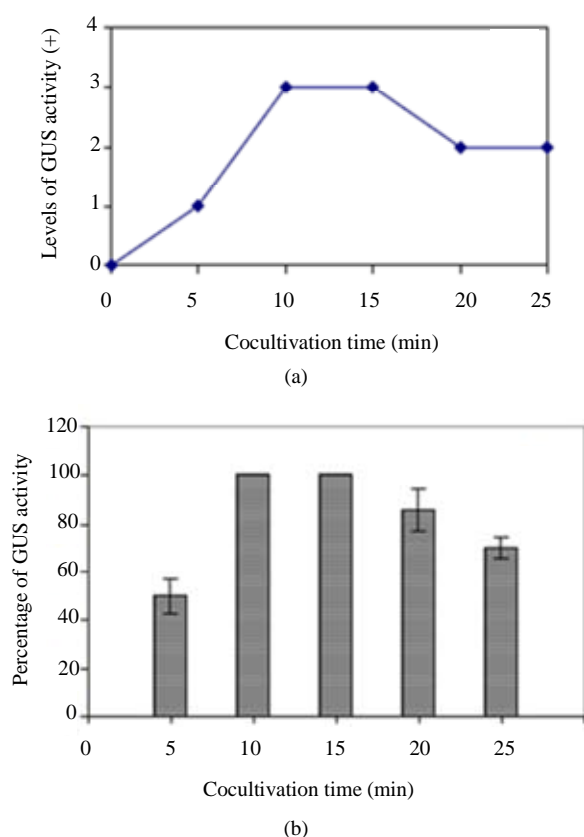 Levels of GUS activity (+)
4
3
2
1
0
0 5 10 15 20 25
Cocultivation time (min)
(a)
Percentage of GUS activity
120
100
80
60
40
20
0
0 5 10 15 20 25
Cocultivation time (min)
(b)